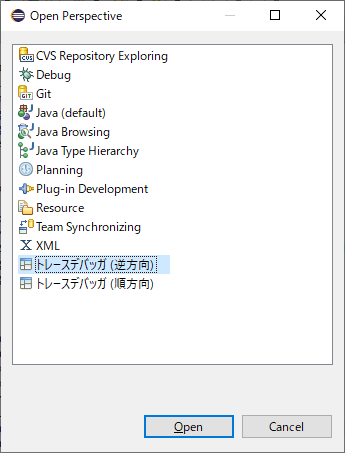 Open Perspective
CVS Repository Exploring
Debug
Git
Java (default)
Java Browsing
Java Type Hierarchy
Planning
Plug-in Development
Resource
Team Synchronizing
XML
トレースデバッガ (逆方向)
トレースデバッガ (順方向)
Open
Cancel